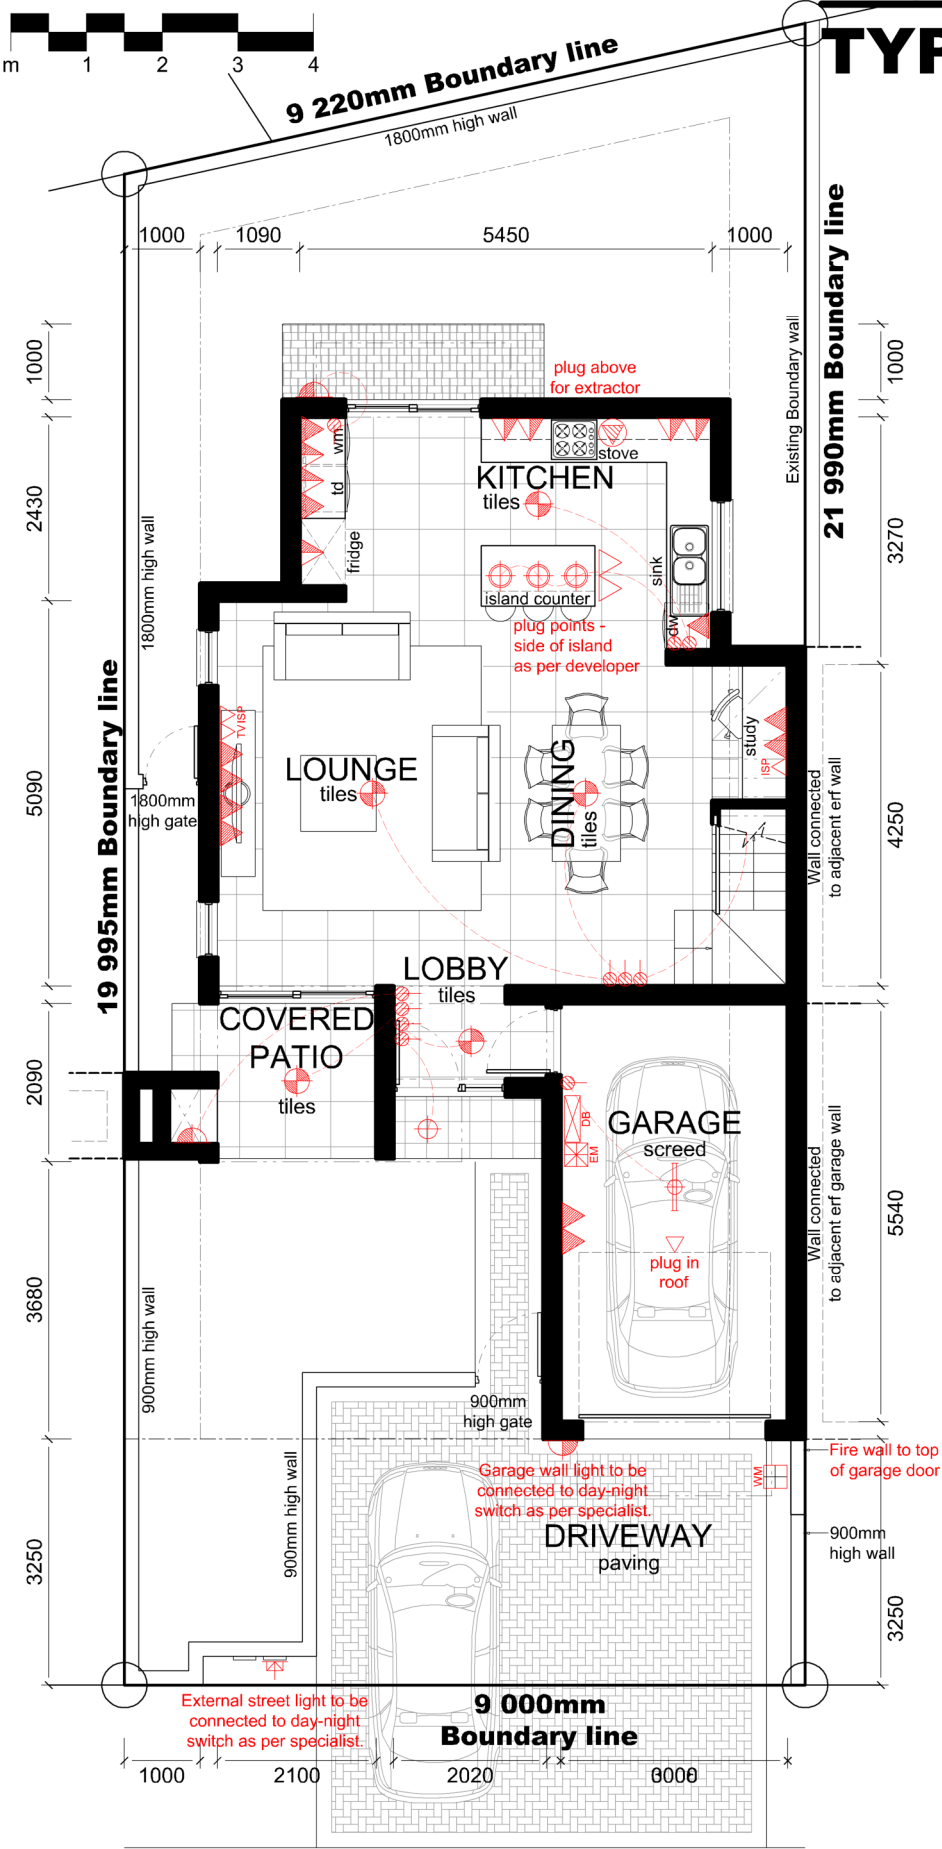 m 1 2 3 4
TYP
9 220mm Boundary line
1800mm high wall
1000 1090 5450 1000
21 990mm Boundary line
Existing Boundary wall
1000
1000
plug above
for extractor
wm
stove
KITCHEN
tiles
td
2430
3270
fridge
sink
1800mm high wall
island counter
dw
plug points -
side of island
as per developer
19 995mm Boundary line
TV
ISP
study
ISP
LOUNGE
tiles
DINING
tiles
5090
4250
1800mm
high gate
Wall connected
to adjacent erf wall
LOBBY
tiles
COVERED
PATIO
tiles
2090
DB
EM
GARAGE
screed
Wall connected
to adjacent erf garage wall
5540
plug in
roof
3680
900mm high wall
900mm
high gate
Fire wall to top
of garage door
WM
Garage wall light to be
connected to day-night
switch as per specialist.
DRIVEWAY
paving
900mm
high wall
900mm high wall
3250
3250
External street light to be
connected to day-night
switch as per specialist.
9 000mm
Boundary line
1000 2100 2020